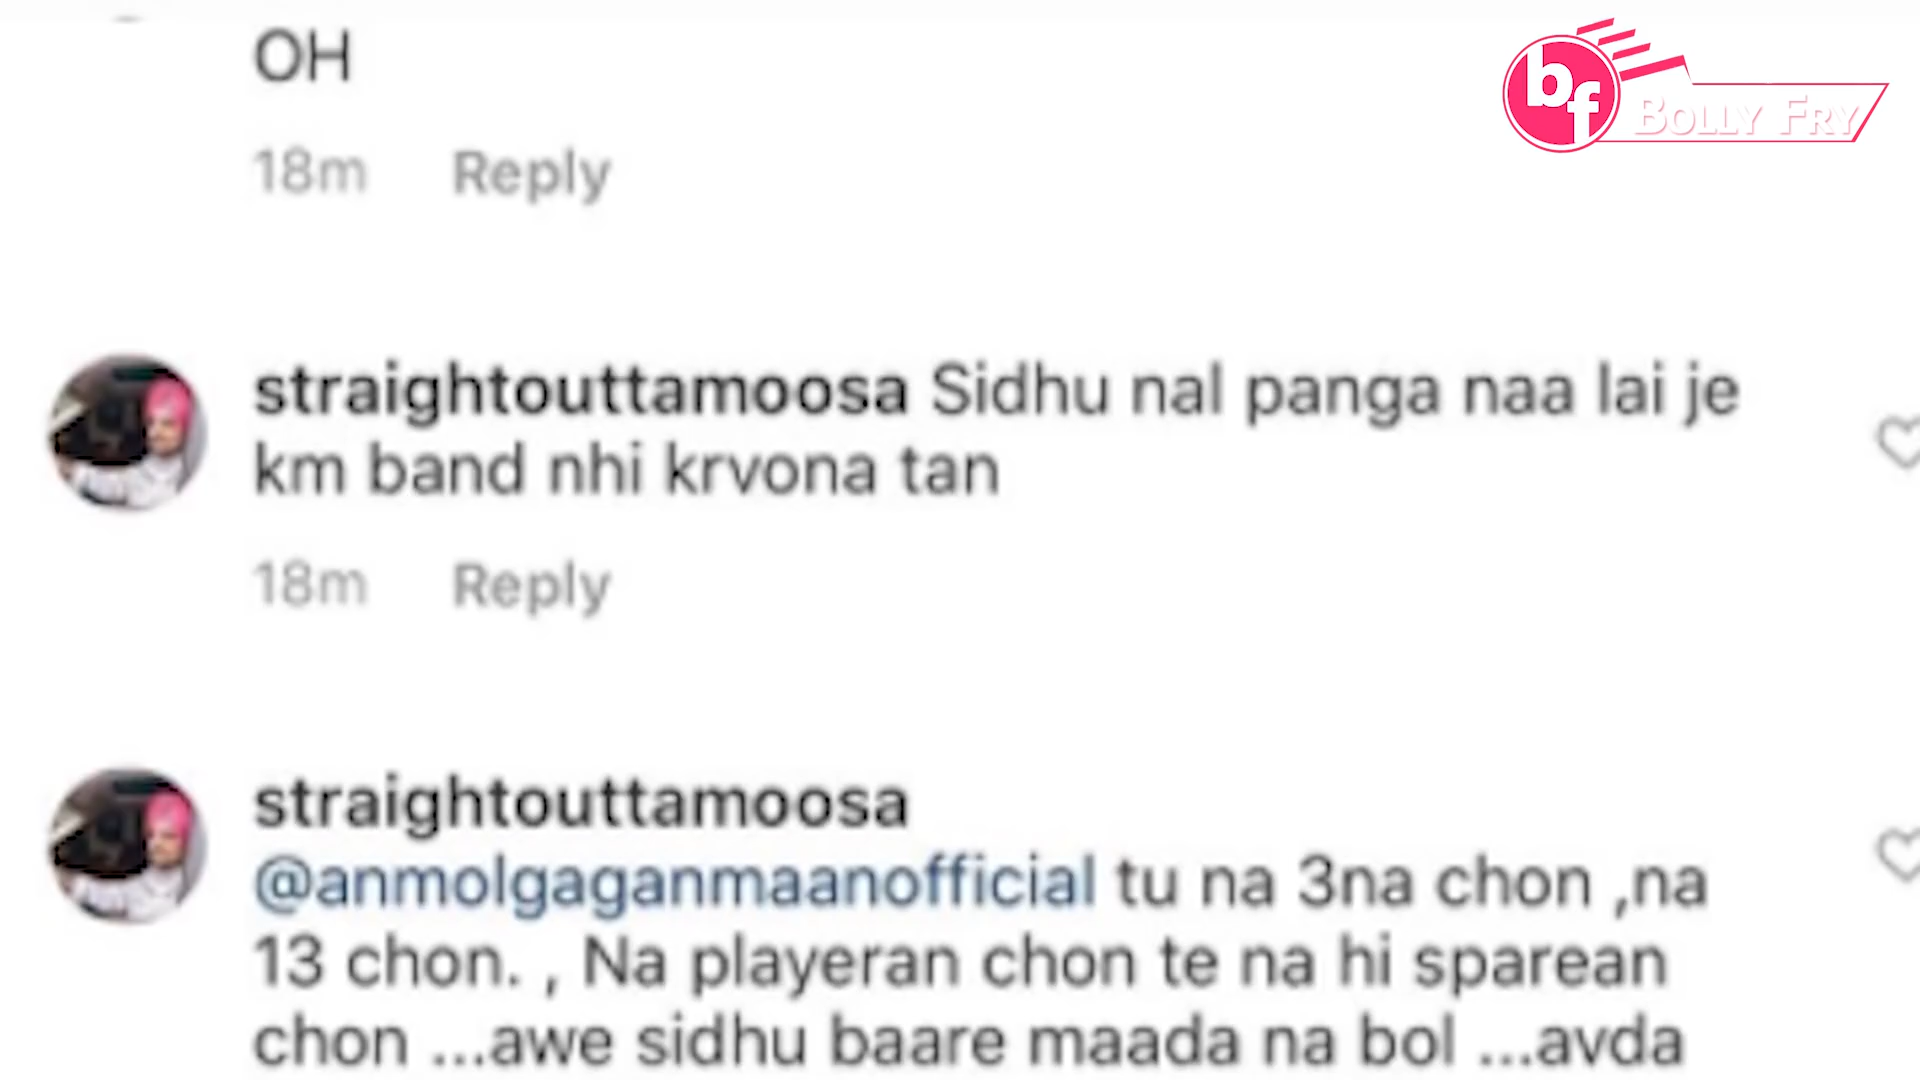 OH
18m Reply
bf BOLLY FRY
straightouttamoosa Sidhu nal panga naa lai je
km band nhi krvona tan
18m Reply
straightouttamoosa
@anmolgaganmaanofficial tu na 3na chon ,na
13 chon. , Na playeran chon te na hi sparean
chon ...awe sidhu baare maada na bol ...avda